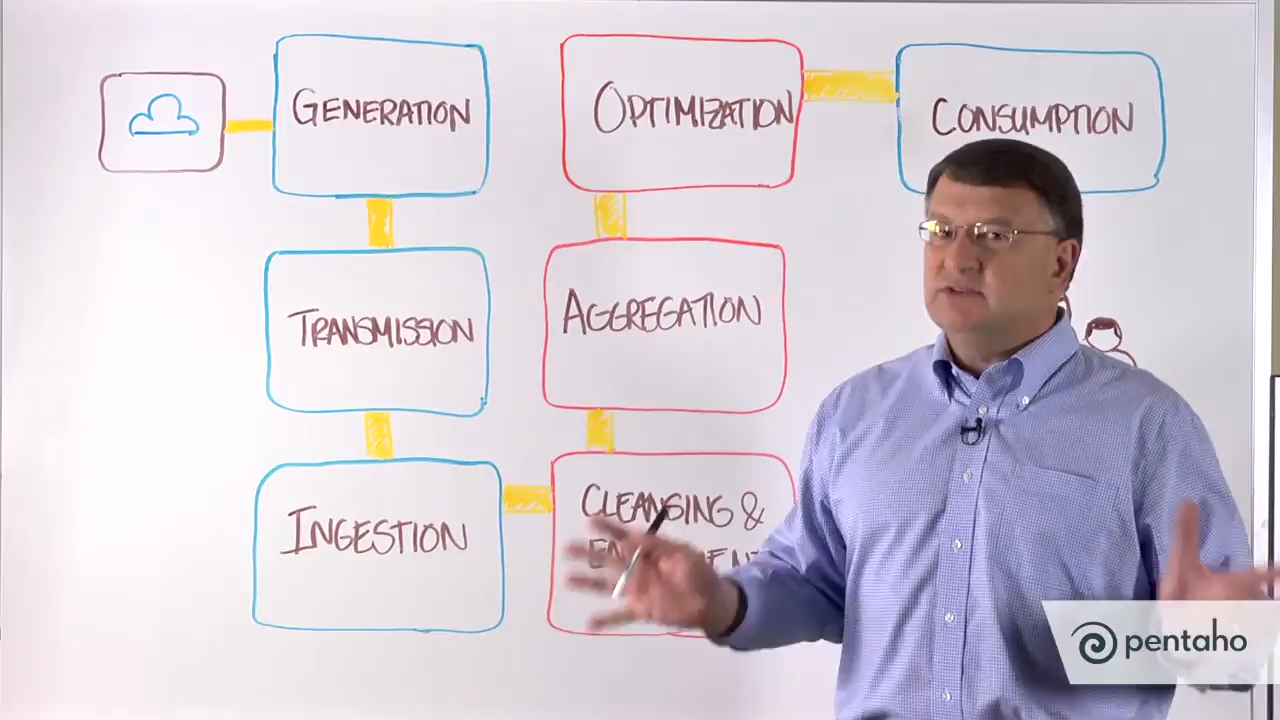 GENERATION
TRANSMISSION
INGESTION
CLEANSING &
AGGREGATION
OPTIMIZATION
CONSUMPTION
pentaho